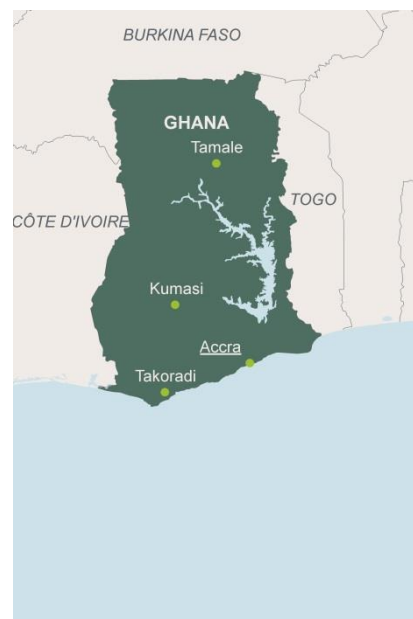 BURKINA FASO
GHANA
Tamale
TOGO
CÔTE D'IVOIRE
Kumasi
Accra
Takoradi